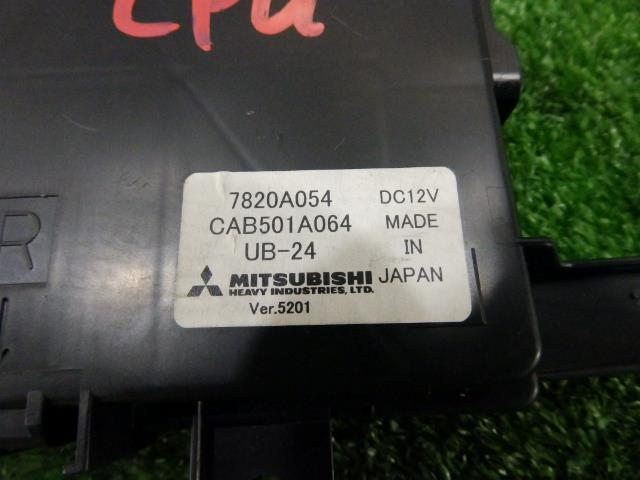 CPU
7820A054 DC12V
CAB501A064 MADE
UB-24 IN
MITSUBISHI JAPAN
HEAVY INDUSTRIES, LTD.
Ver.5201
R